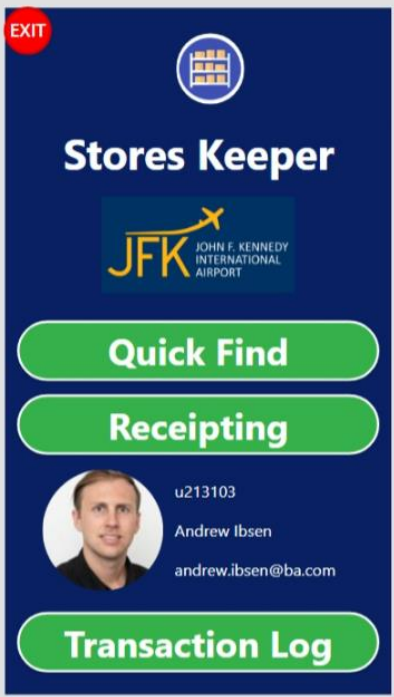 EXIT
Stores Keeper
JFK
JOHN F. KENNEDY
INTERNATIONAL
AIRPORT
Quick Find
Receipting
u213103
Andrew Ibsen
andrew.ibsen@ba.com
Transaction Log